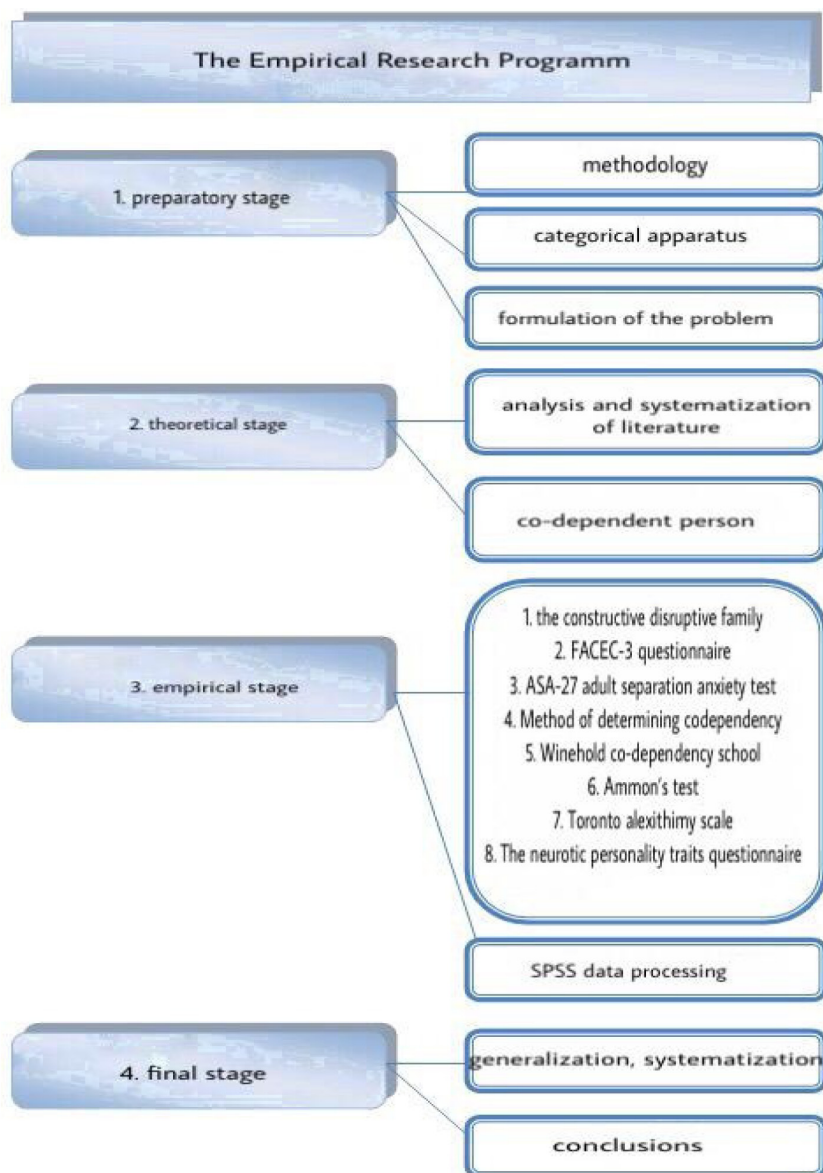 The Empirical Research Programm
1. preparatory stage
methodology
categorical apparatus
formulation of the problem
2. theoretical stage
analysis and systematization
of literature
co-dependent person
3. empirical stage
1. the constructive disruptive family
2. FACEC-3 questionnaire
3. ASA-27 adult separation anxiety test
4. Method of determining codependency
5. Winehold co-dependency school
6. Ammon's test
7. Toronto alexithimy scale
8. The neurotic personality traits questionnaire
SPSS data processing
4. final stage
generalization, systematization
conclusions